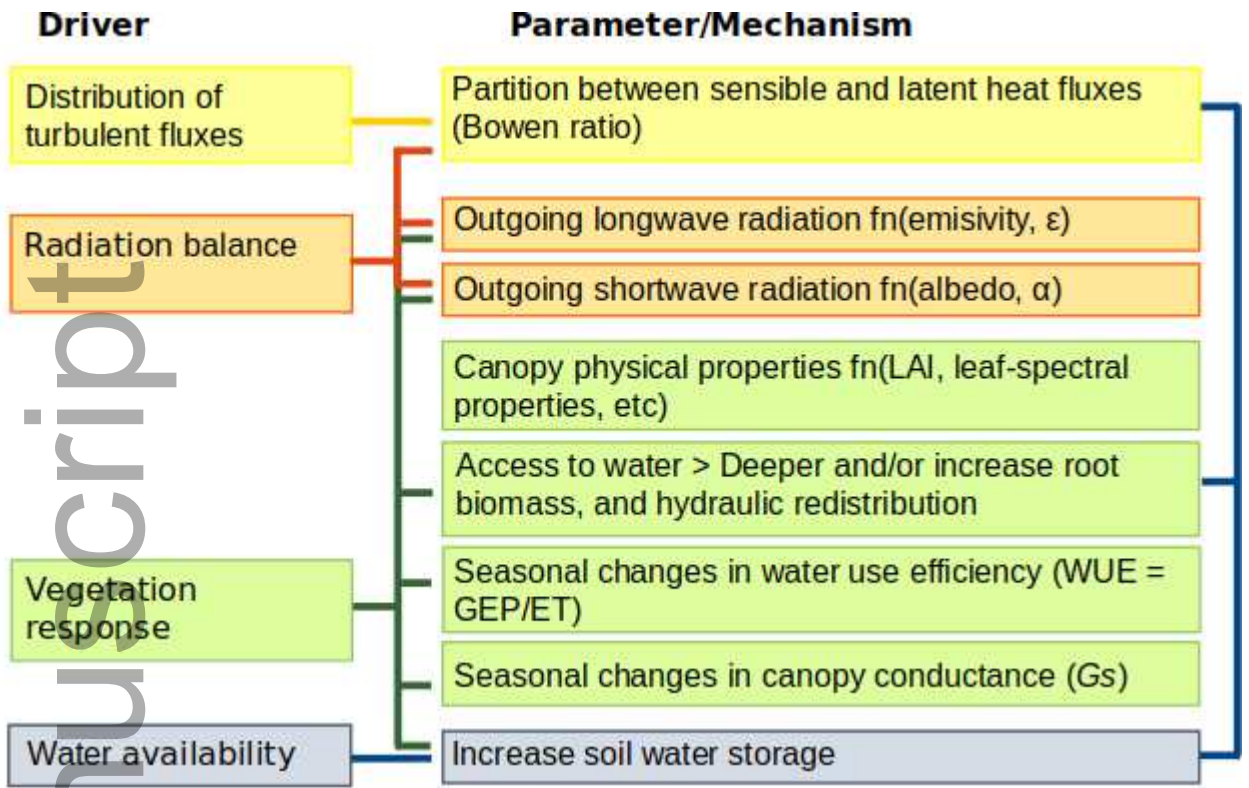 Driver
Parameter/Mechanism
Distribution of
turbulent fluxes
Partition between sensible and latent heat fluxes
(Bowen ratio)
Radiation balance
Outgoing longwave radiation fn(emisivity, ε)
Outgoing shortwave radiation fn(albedo, α)
Canopy physical properties fn(LAI, leaf-spectral
properties, etc)
Access to water > Deeper and/or increase root
biomass, and hydraulic redistribution
Vegetation
response
Seasonal changes in water use efficiency (WUE =
GEP/ET)
Seasonal changes in canopy conductance (Gs)
Water availability
Increase soil water storage